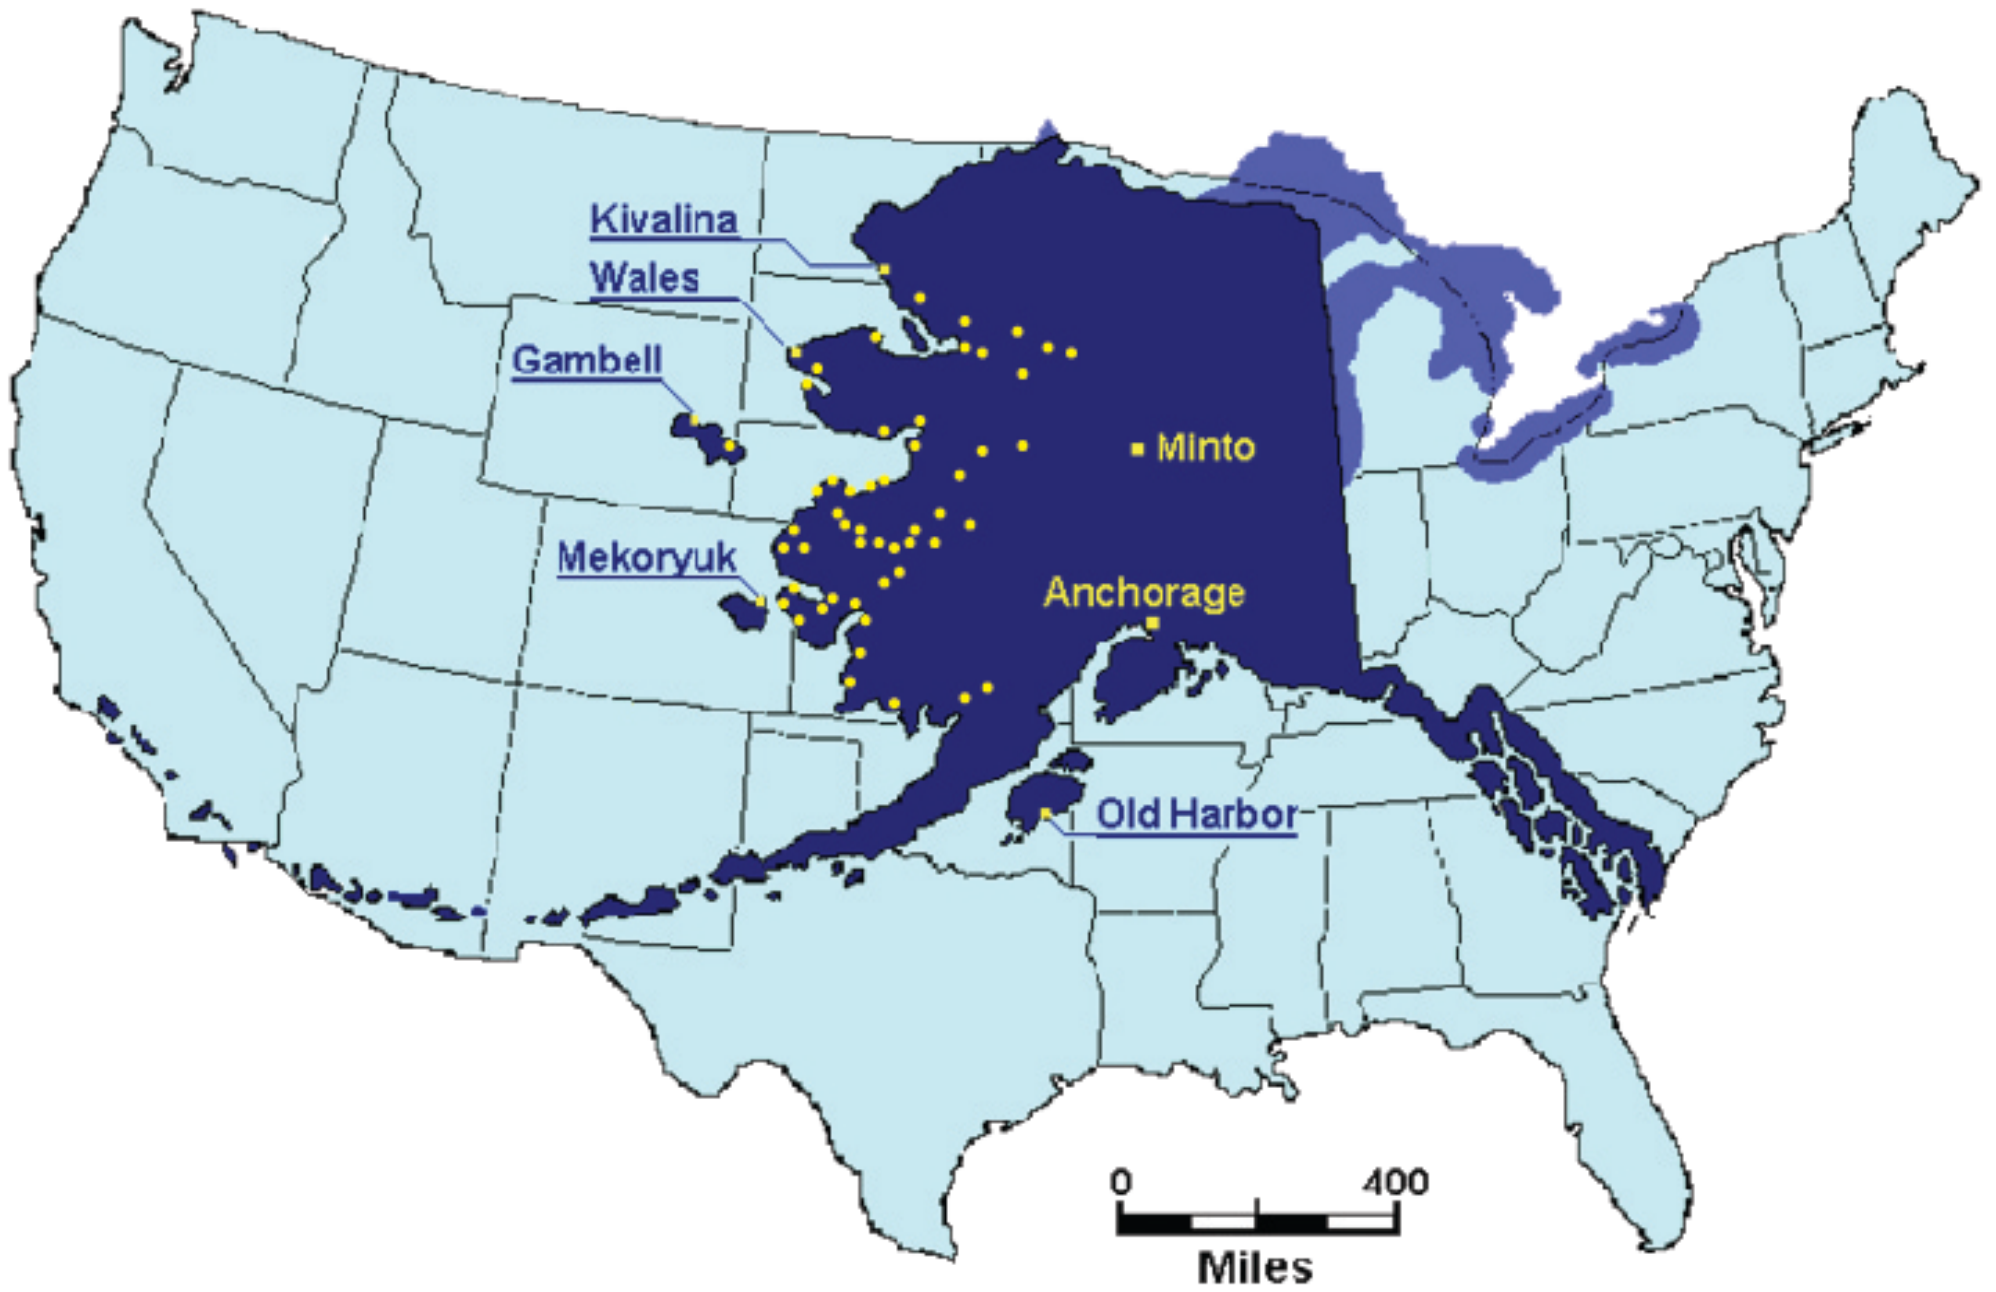 Kivalina
Wales
Gambell
Minto
Mekoryuk
Anchorage
Old Harbor
0 400
Miles